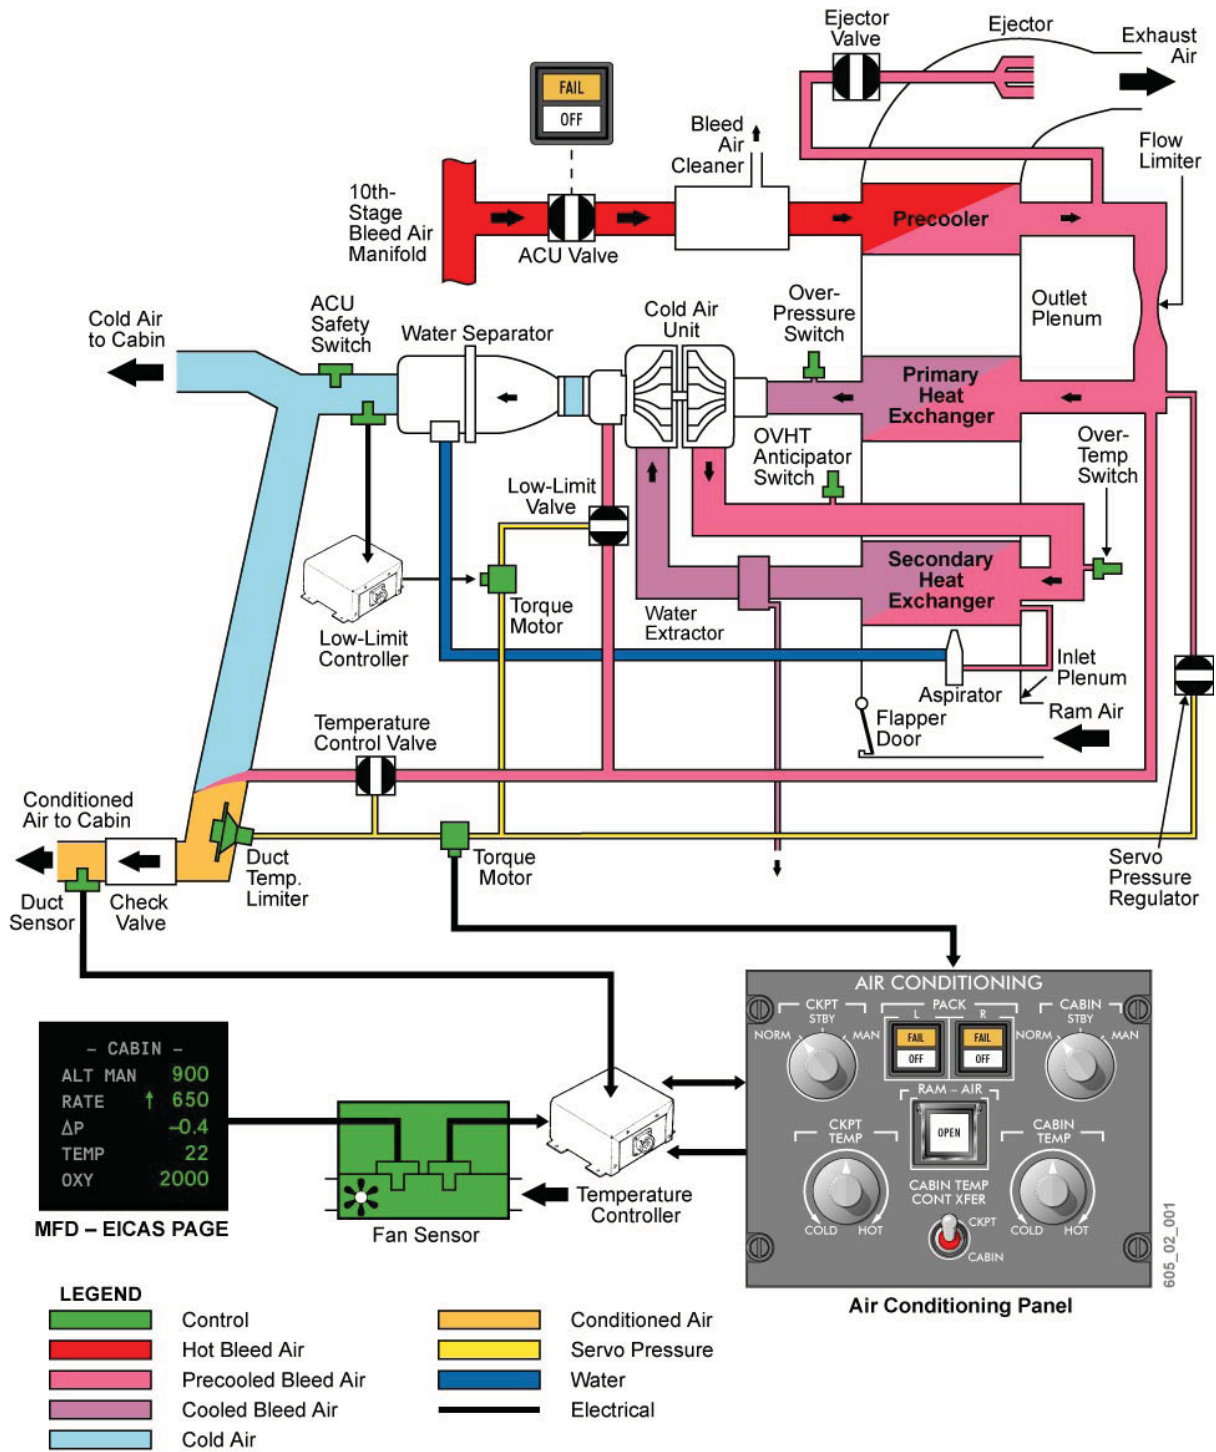 Ejector
Valve
Ejector
Exhaust
Air
FAIL
OFF
Bleed
Air
Cleaner
Flow
Limiter
10th-
Stage
Bleed Air
Manifold
ACU Valve
Precooler
Outlet
Plenum
Cold Air
to Cabin
ACU
Safety
Switch
Water Separator
Cold Air
Unit
Over-
Pressure
Switch
Primary
Heat
Exchanger
OVHT
Anticipator
Switch
Over-
Temp
Switch
Low-Limit
Valve
Secondary
Heat
Exchanger
Low-Limit
Controller
Torque
Motor
Water
Extractor
Aspirator
Inlet
Plenum
Flapper
Door
Ram Air
Temperature
Control Valve
Conditioned
Air to Cabin
Duct
Sensor
Check
Valve
Duct
Temp.
Limiter
Torque
Motor
Servo
Pressure
Regulator
– CABIN –
ALT MAN 900
RATE ↑ 650
ΔP –0.4
TEMP 22
OXY 2000
MFD – EICAS PAGE
Fan Sensor
Temperature
Controller
AIR CONDITIONING
CKPT
STBY
NORM
MAN
PACK
L
R
FAIL
OFF
FAIL
OFF
CABIN
STBY
NORM
MAN
RAM – AIR
OPEN
CKPT
TEMP
COLD
HOT
CABIN
TEMP
COLD
HOT
CABIN TEMP
CONT XFER
CKPT
CABIN
605_02_001
Air Conditioning Panel
LEGEND
Control
Hot Bleed Air
Precooled Bleed Air
Cooled Bleed Air
Cold Air
Conditioned Air
Servo Pressure
Water
Electrical